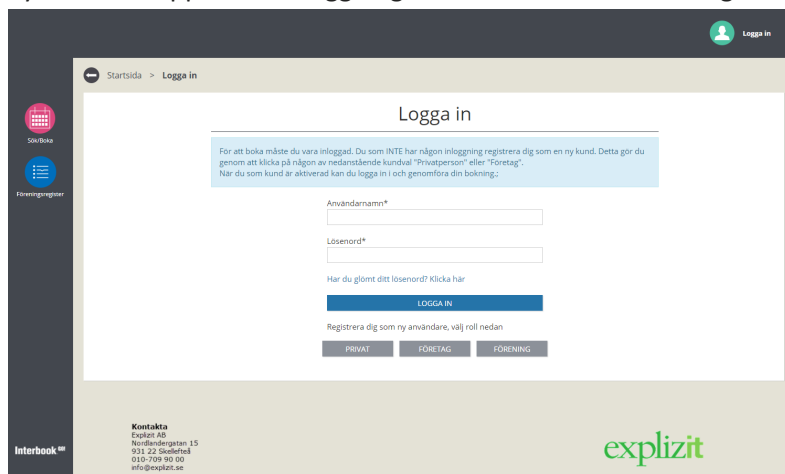 Logga in
Startsida > Logga in
Sök/Boka
Föreningsregister
Logga in
För att boka måste du vara inloggad. Du som INTE har någon inloggning registrera dig som en ny kund. Detta gör du
genom att klicka på någon av nedanstående kundval "Privatperson" eller "Företag".
När du som kund är aktiverad kan du logga in i och genomföra din bokning.;
Användarnamn*
Lösenord*
Har du glömt ditt lösenord? Klicka här
LOGGA IN
Registrera dig som ny användare, välj roll nedan
PRIVAT FÖRETAG FÖRENING
Kontakta
Explizit AB
Nordlandergatan 15
931 22 Skellefteå
010-709 90 00
info@explizit.se
Interbook
explizit